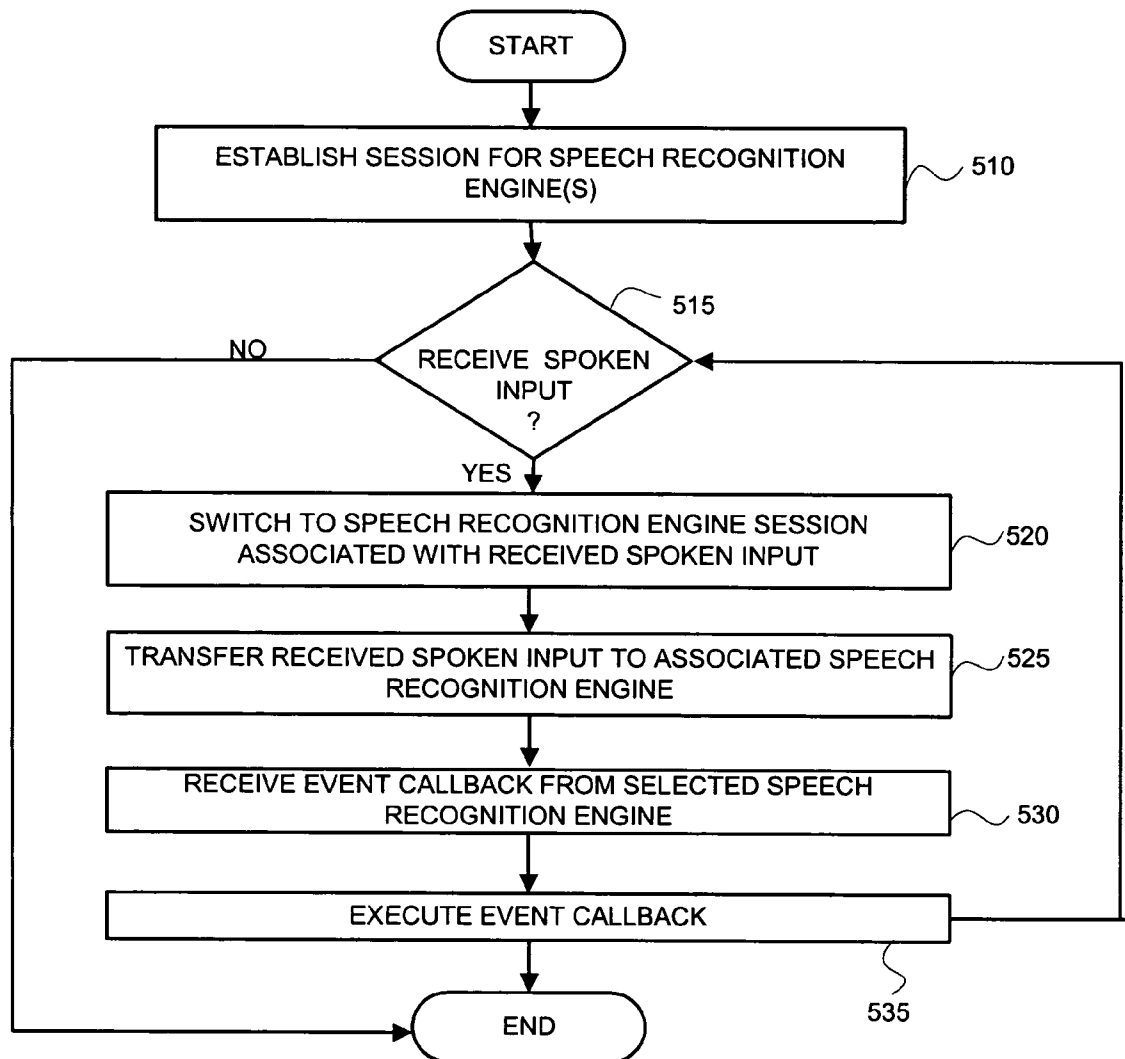 START
ESTABLISH SESSION FOR SPEECH RECOGNITION
ENGINE(S)
510
515
NO
RECEIVE SPOKEN
INPUT
?
YES
SWITCH TO SPEECH RECOGNITION ENGINE SESSION
ASSOCIATED WITH RECEIVED SPOKEN INPUT
520
TRANSFER RECEIVED SPOKEN INPUT TO ASSOCIATED SPEECH
RECOGNITION ENGINE
525
RECEIVE EVENT CALLBACK FROM SELECTED SPEECH
RECOGNITION ENGINE
530
EXECUTE EVENT CALLBACK
535
END